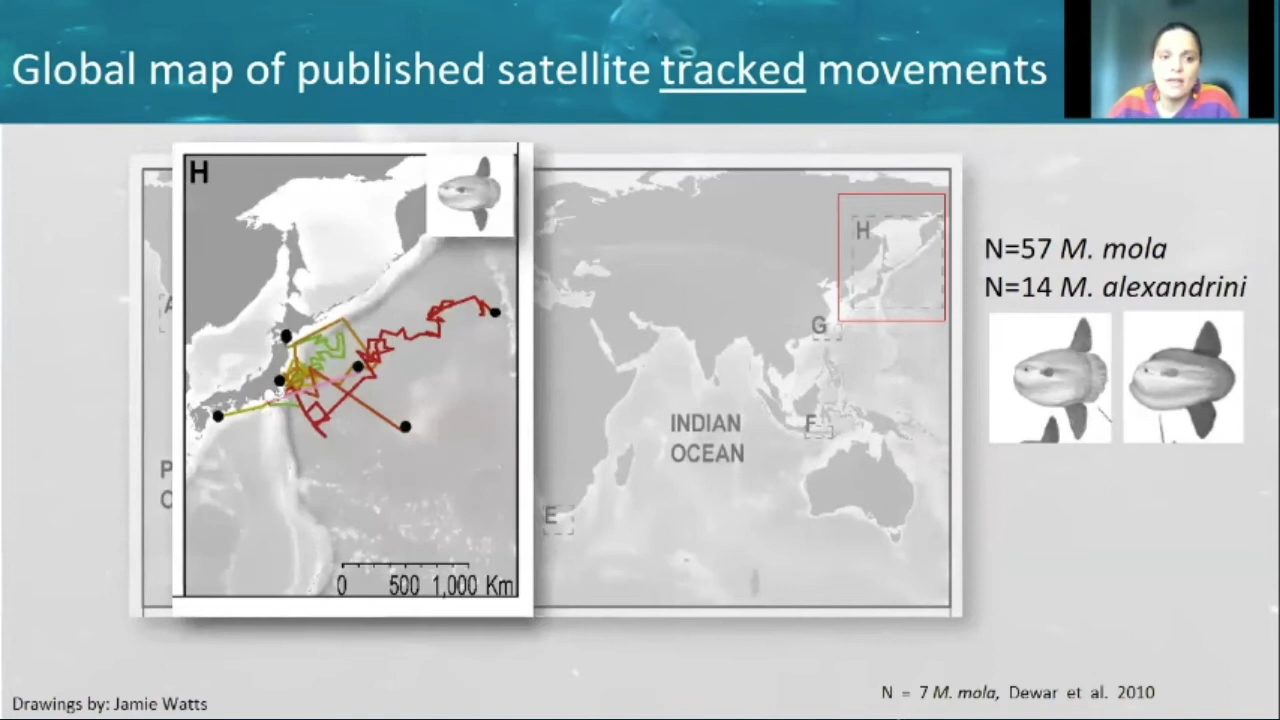 Global map of published satellite tracked movements
H
A
P
O
0 500 1,000 Km
H
G
INDIAN
OCEAN
F
E
N=57 M. mola
N=14 M. alexandrini
N = 7 M. mola, Dewar et al. 2010
Drawings by: Jamie Watts